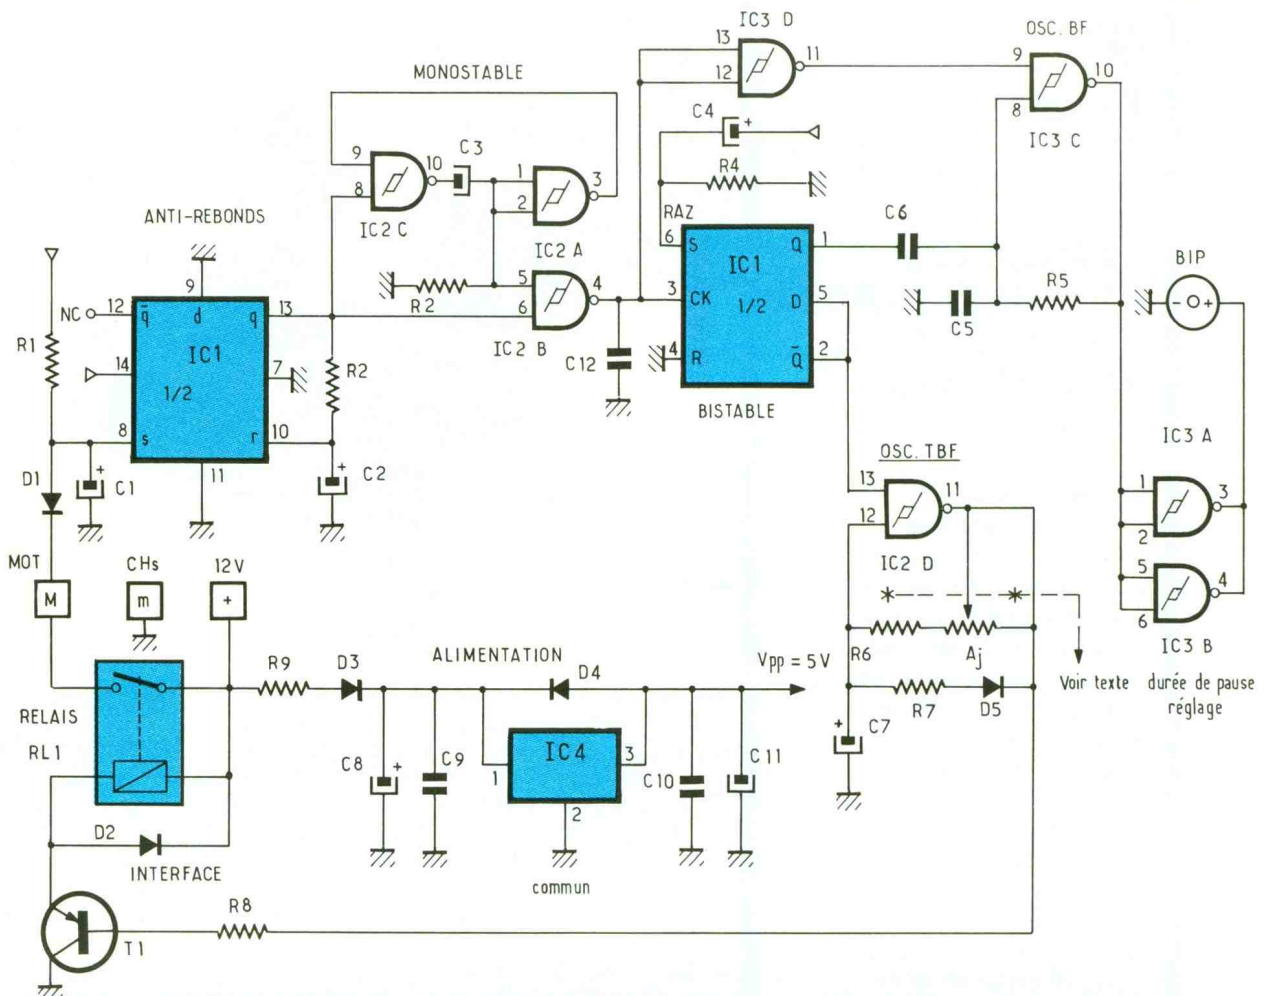 IC3 D
13
12
11
OSC. BF
9
8
10
IC3 C
MONOSTABLE
9
8
10
C3
IC2 C
1
2
3
IC2 A
C4
+
R4
RAZ
ANTI-REBONDS
9
NC
12
q̄
d
q
13
IC1
1/2
14
7
8
s
r
10
11
R1
D1
+
C1
R2
+
C2
R2
5
6
4
IC2 B
C12
6
S
Q
1
IC1
1/2
3
CK
D
5
4
R
Q̄
2
BISTABLE
C6
C5
R5
BIP
- +
IC3 A
1
2
3
5
6
4
IC3 B
OSC. TBF
13
12
11
IC2 D
R6
Aj
R7
D5
+
C7
Voir texte
durée de pause
réglage
MOT
M
CHs
m
12V
+
RELAIS
RL1
D2
INTERFACE
R9
D3
ALIMENTATION
D4
Vpp = 5V
C8
+
C9
IC4
1
3
2
commun
C10
C11
R8
T1